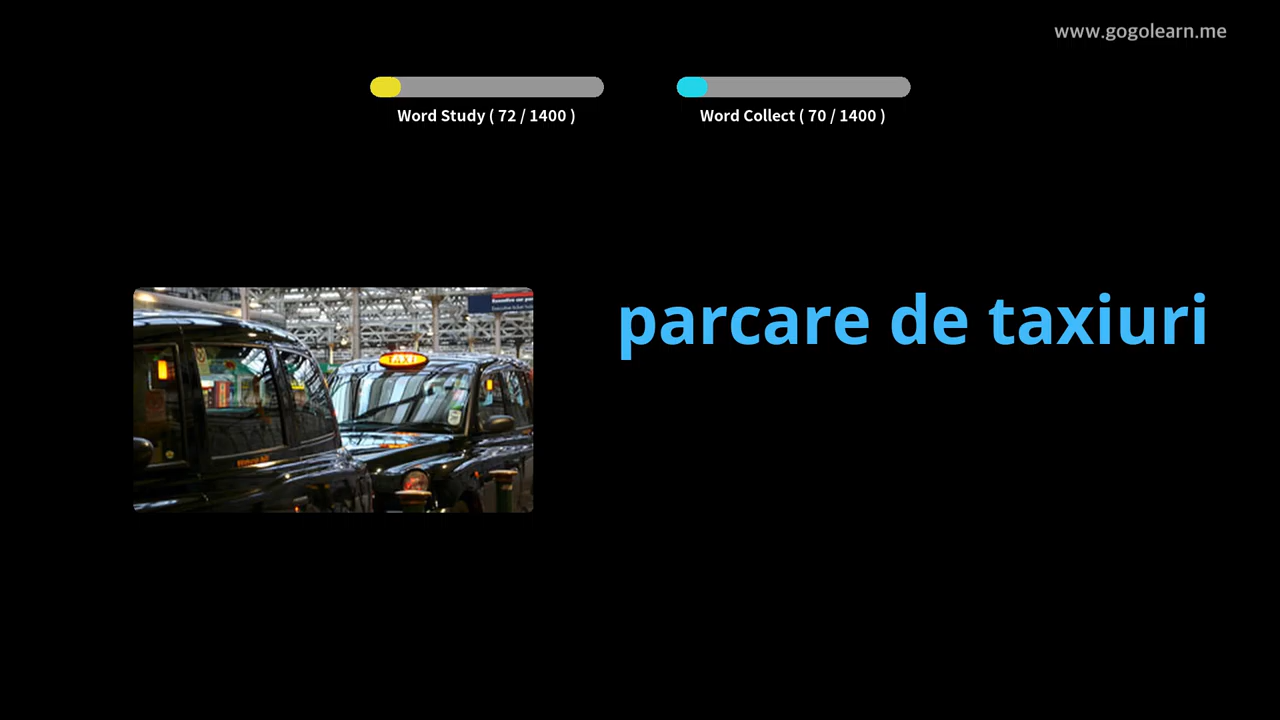 www.gogolearn.me
Word Study ( 72 / 1400 )
Word Collect ( 70 / 1400 )
parcare de taxiuri
TAXI